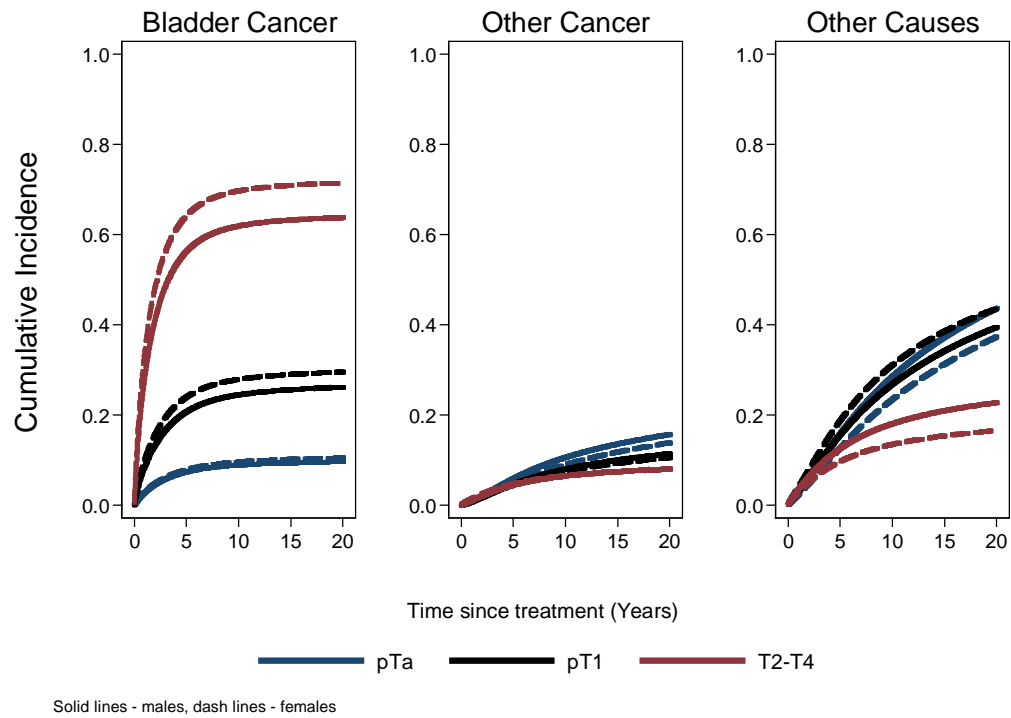 Bladder Cancer
Other Cancer
Other Causes
Cumulative Incidence
1.0
0.8
0.6
0.4
0.2
0.0
0 5 10 15 20
1.0
0.8
0.6
0.4
0.2
0.0
0 5 10 15 20
1.0
0.8
0.6
0.4
0.2
0.0
0 5 10 15 20
Time since treatment (Years)
pTa pT1 T2-T4
Solid lines - males, dash lines - females